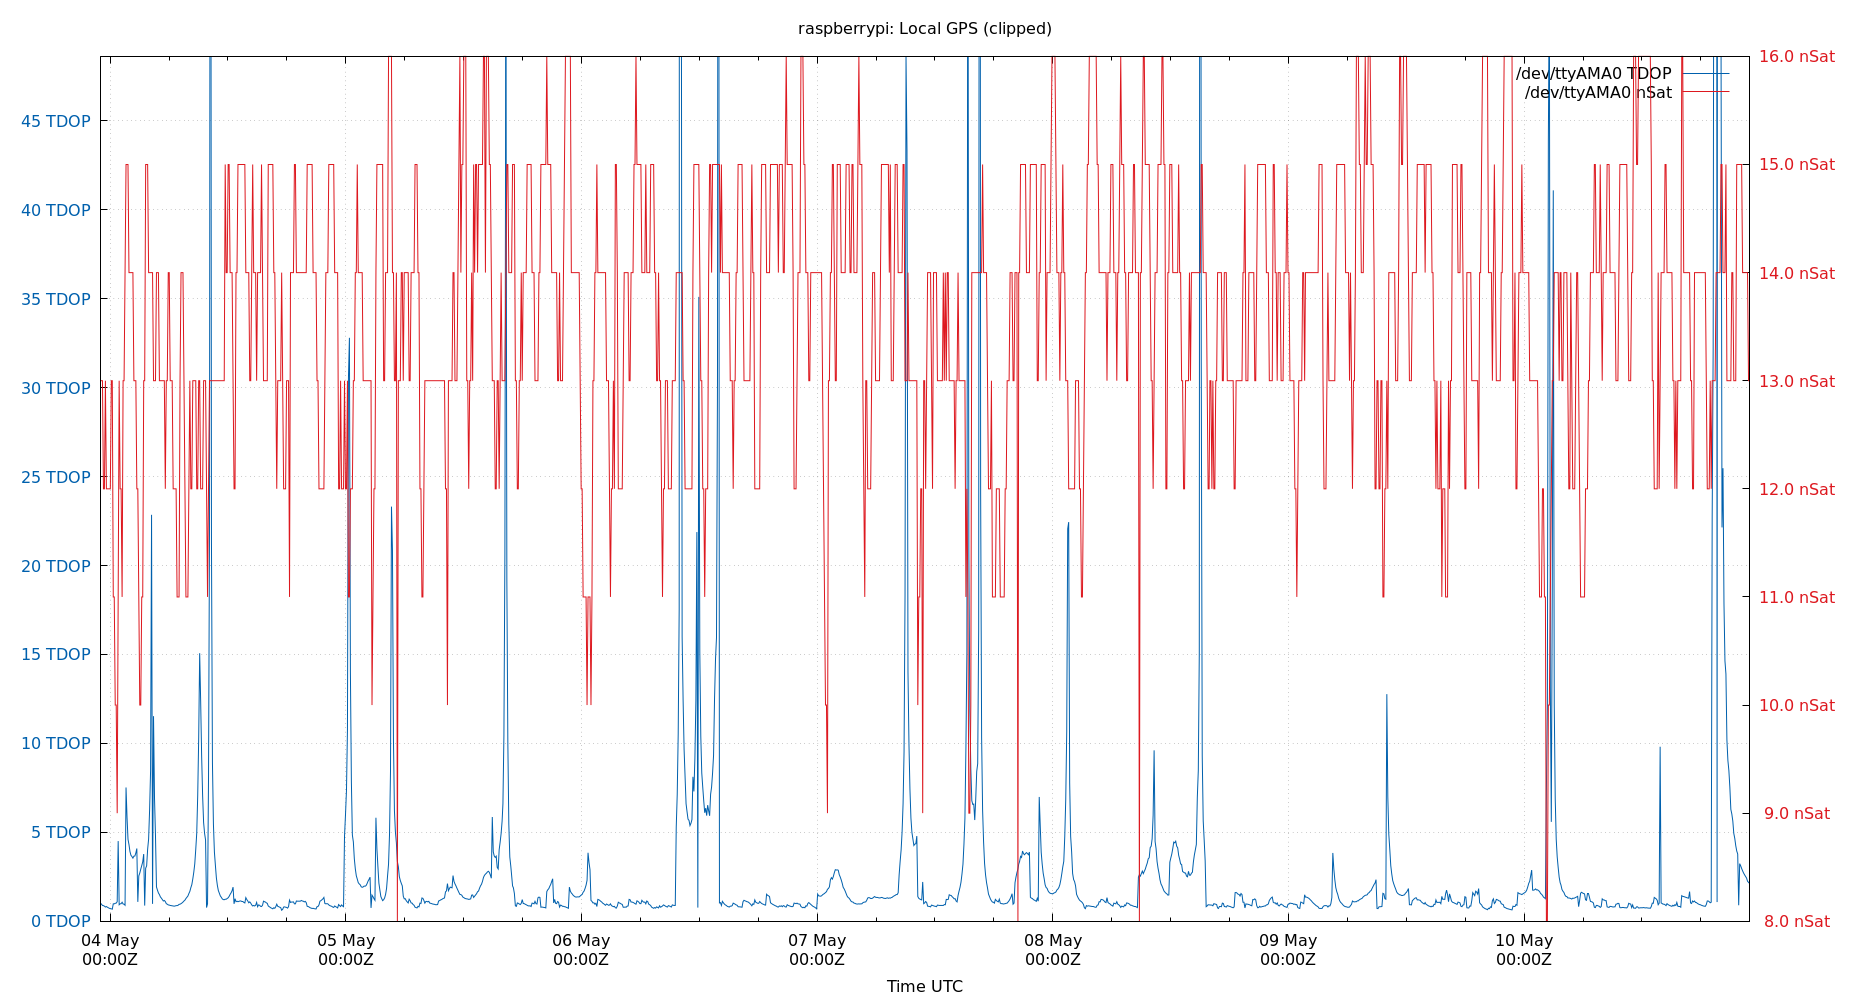 raspberrypi: Local GPS (clipped)
/dev/ttyAMA0 TDOP
/dev/ttyAMA0 nSat
45 TDOP
40 TDOP
35 TDOP
30 TDOP
25 TDOP
20 TDOP
15 TDOP
10 TDOP
5 TDOP
0 TDOP
16.0 nSat
15.0 nSat
14.0 nSat
13.0 nSat
12.0 nSat
11.0 nSat
10.0 nSat
9.0 nSat
8.0 nSat
04 May
00:00Z
05 May
00:00Z
06 May
00:00Z
07 May
00:00Z
08 May
00:00Z
09 May
00:00Z
10 May
00:00Z
Time UTC